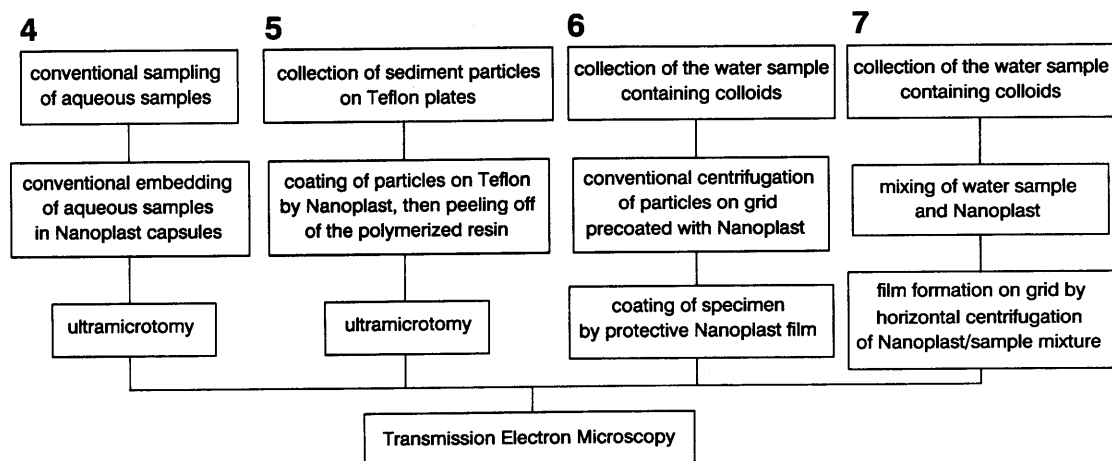 4
conventional sampling
of aqueous samples
conventional embedding
of aqueous samples
in Nanoplast capsules
ultramicrotomy
5
collection of sediment particles
on Teflon plates
coating of particles on Teflon
by Nanoplast, then peeling off
of the polymerized resin
ultramicrotomy
6
collection of the water sample
containing colloids
conventional centrifugation
of particles on grid
precoated with Nanoplast
coating of specimen
by protective Nanoplast film
7
collection of the water sample
containing colloids
mixing of water sample
and Nanoplast
film formation on grid by
horizontal centrifugation
of Nanoplast/sample mixture
Transmission Electron Microscopy